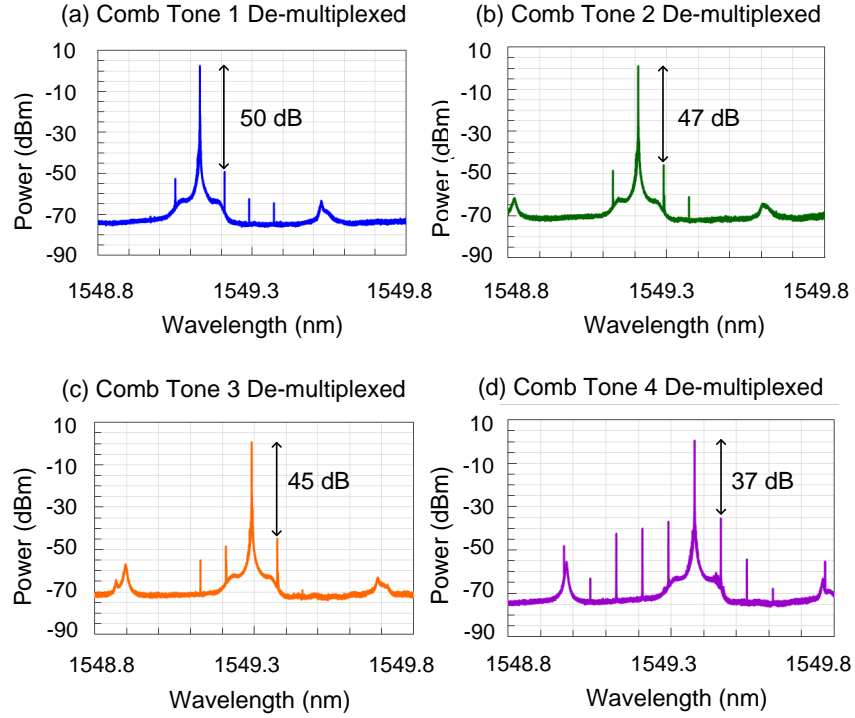 (a) Comb Tone 1 De-multiplexed
10
-10
-30
-50
-70
-90
Power (dBm)
50 dB
1548.8
1549.3
1549.8
Wavelength (nm)
(b) Comb Tone 2 De-multiplexed
10
-10
-30
-50
-70
-90
Power (dBm)
47 dB
1548.8
1549.3
1549.8
Wavelength (nm)
(c) Comb Tone 3 De-multiplexed
10
-10
-30
-50
-70
-90
Power (dBm)
45 dB
1548.8
1549.3
1549.8
Wavelength (nm)
(d) Comb Tone 4 De-multiplexed
10
-10
-30
-50
-70
-90
Power (dBm)
37 dB
1548.8
1549.3
1549.8
Wavelength (nm)